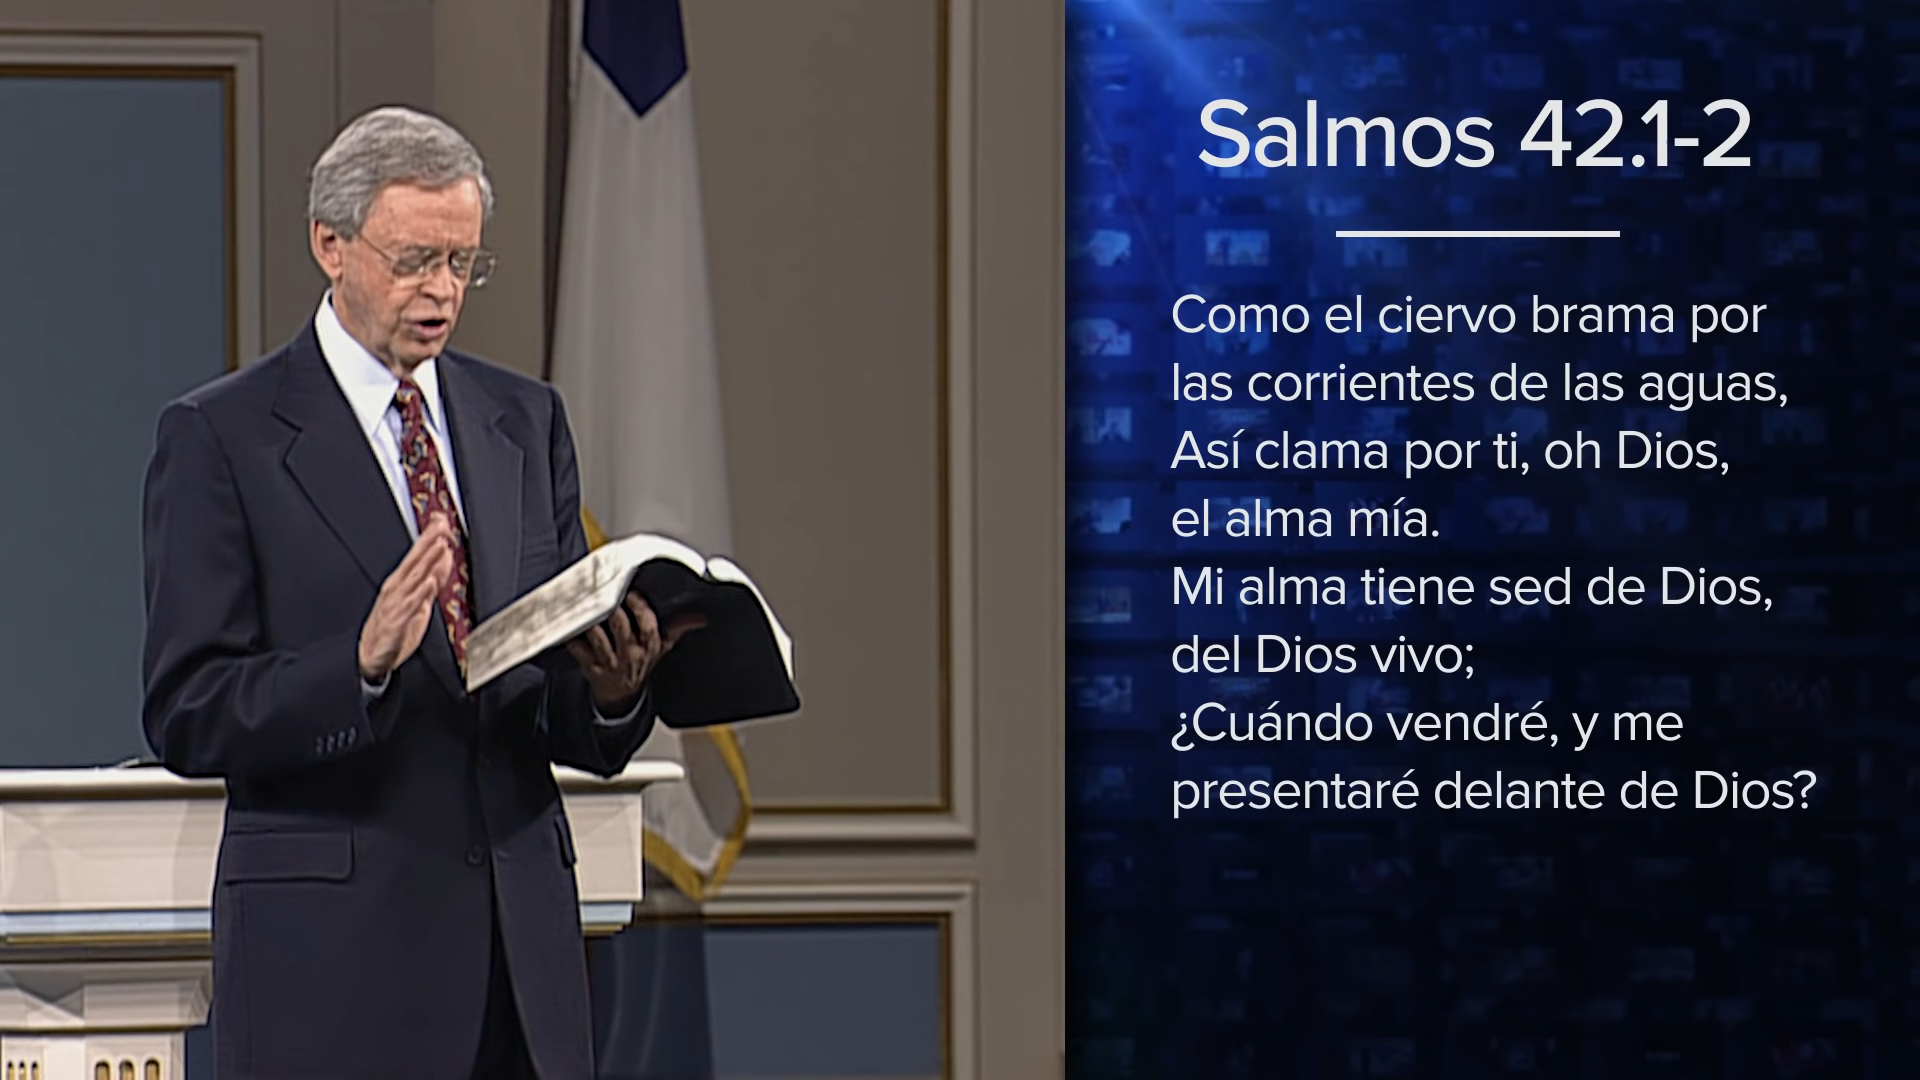 Salmos 42.1-2
Como el ciervo brama por
las corrientes de las aguas,
Así clama por ti, oh Dios,
el alma mía.
Mi alma tiene sed de Dios,
del Dios vivo;
¿Cuándo vendré, y me
presentaré delante de Dios?